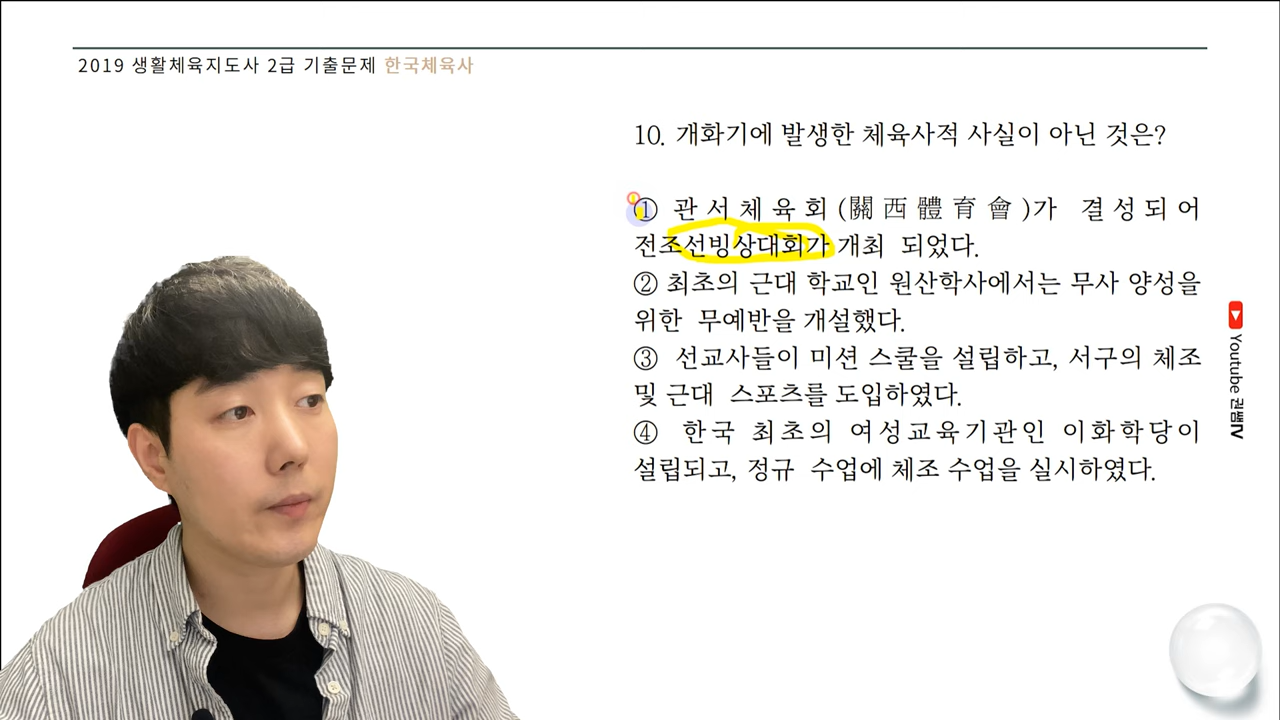 2019 생활체육지도사 2급 기출문제 한국체육사
10. 개화기에 발생한 체육사적 사실이 아닌 것은?
① 관서체육회(關西體育會)가 결성되어
전조선빙상대회가 개최 되었다.
② 최초의 근대 학교인 원산학사에서는 무사 양성을
위한 무예반을 개설했다.
③ 선교사들이 미션 스쿨을 설립하고, 서구의 체조
및 근대 스포츠를 도입하였다.
④ 한국 최초의 여성교육기관인 이화학당이
설립되고, 정규 수업에 체조 수업을 실시하였다.
Youtube 권쌤TV